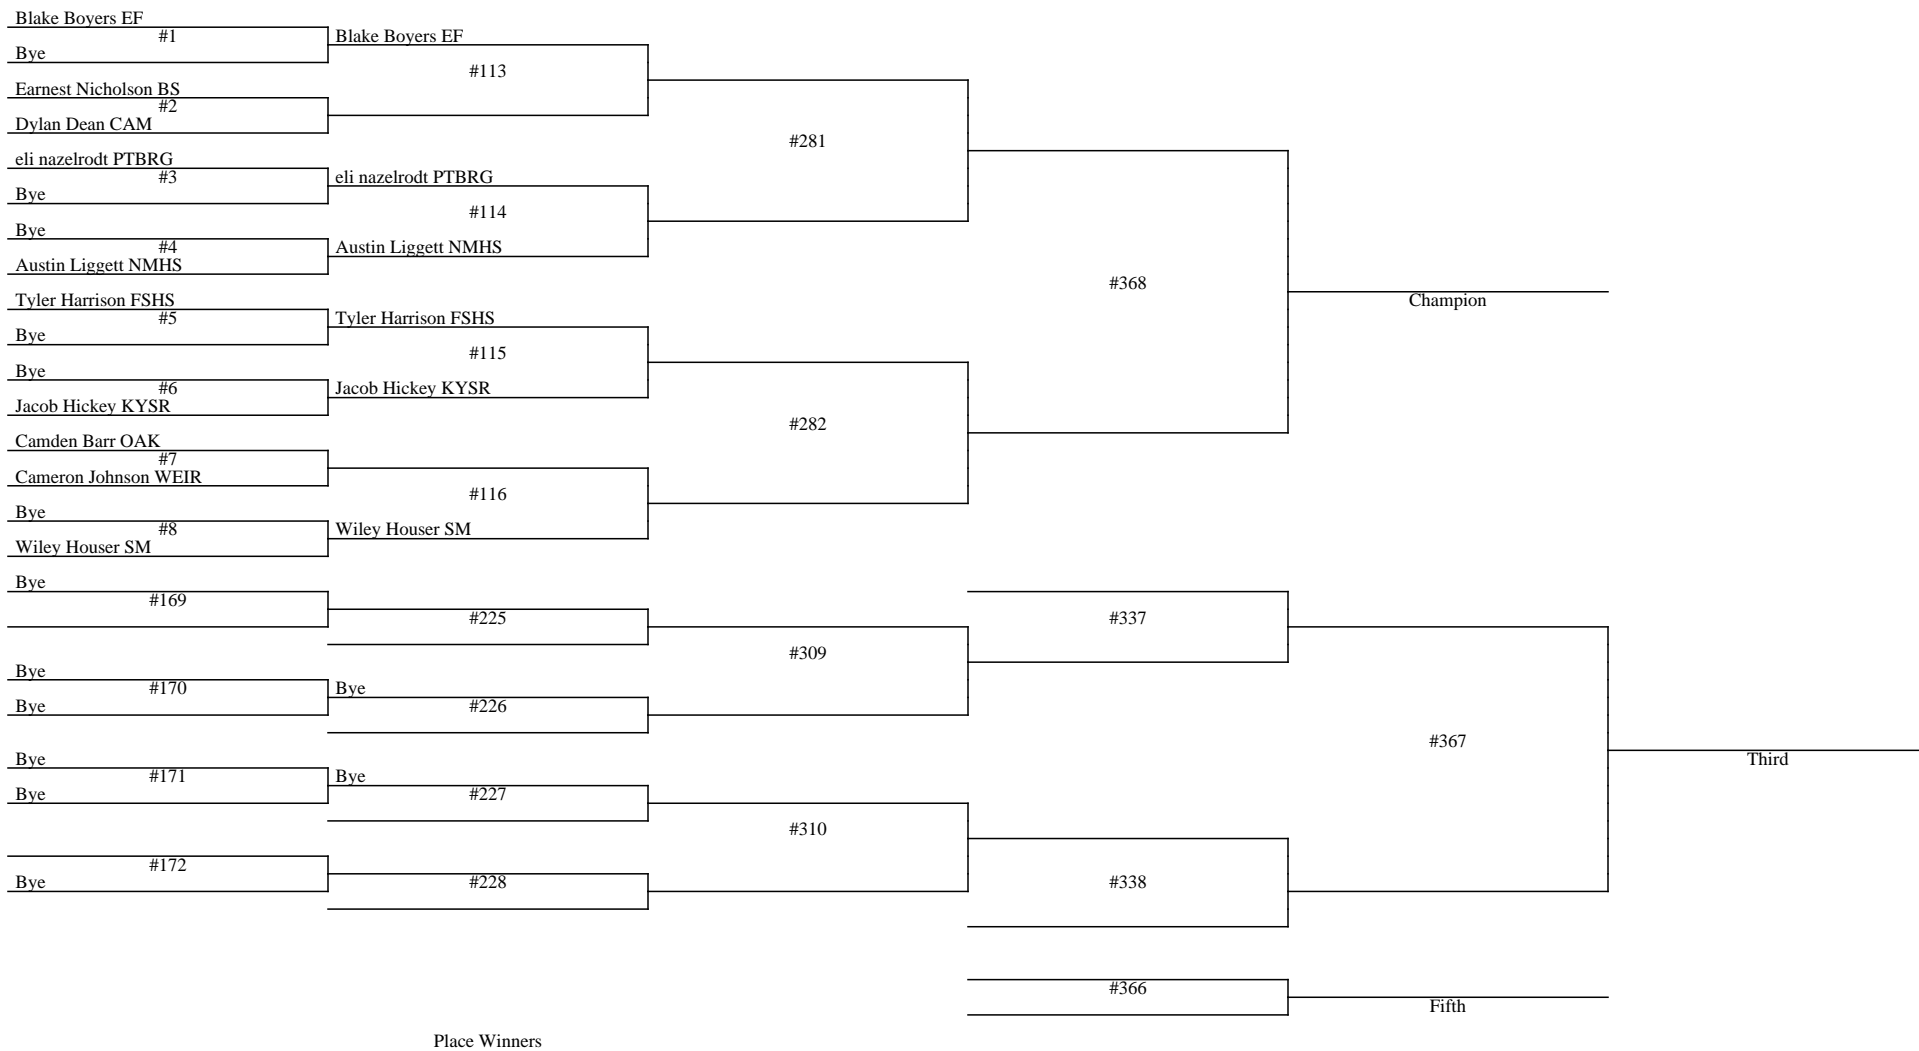 Blake Boyers EF
#1
Blake Boyers EF
Bye
#113
Earnest Nicholson BS
#2
Dylan Dean CAM
#281
eli nazelrodt PTBRG
#3
eli nazelrodt PTBRG
Bye
#114
Bye
#4
Austin Liggett NMHS
Austin Liggett NMHS
#368
Tyler Harrison FSHS
Champion
#5
Tyler Harrison FSHS
Bye
#115
Bye
#6
Jacob Hickey KYSR
Jacob Hickey KYSR
#282
Camden Barr OAK
#7
Cameron Johnson WEIR
#116
Bye
#8
Wiley Houser SM
Wiley Houser SM
Bye
#169
#225
#337
#309
Bye
#170
Bye
Bye
#226
#367
Bye
Third
#171
Bye
Bye
#227
#310
#172
Bye
#228
#338
#366
Fifth
Place Winners